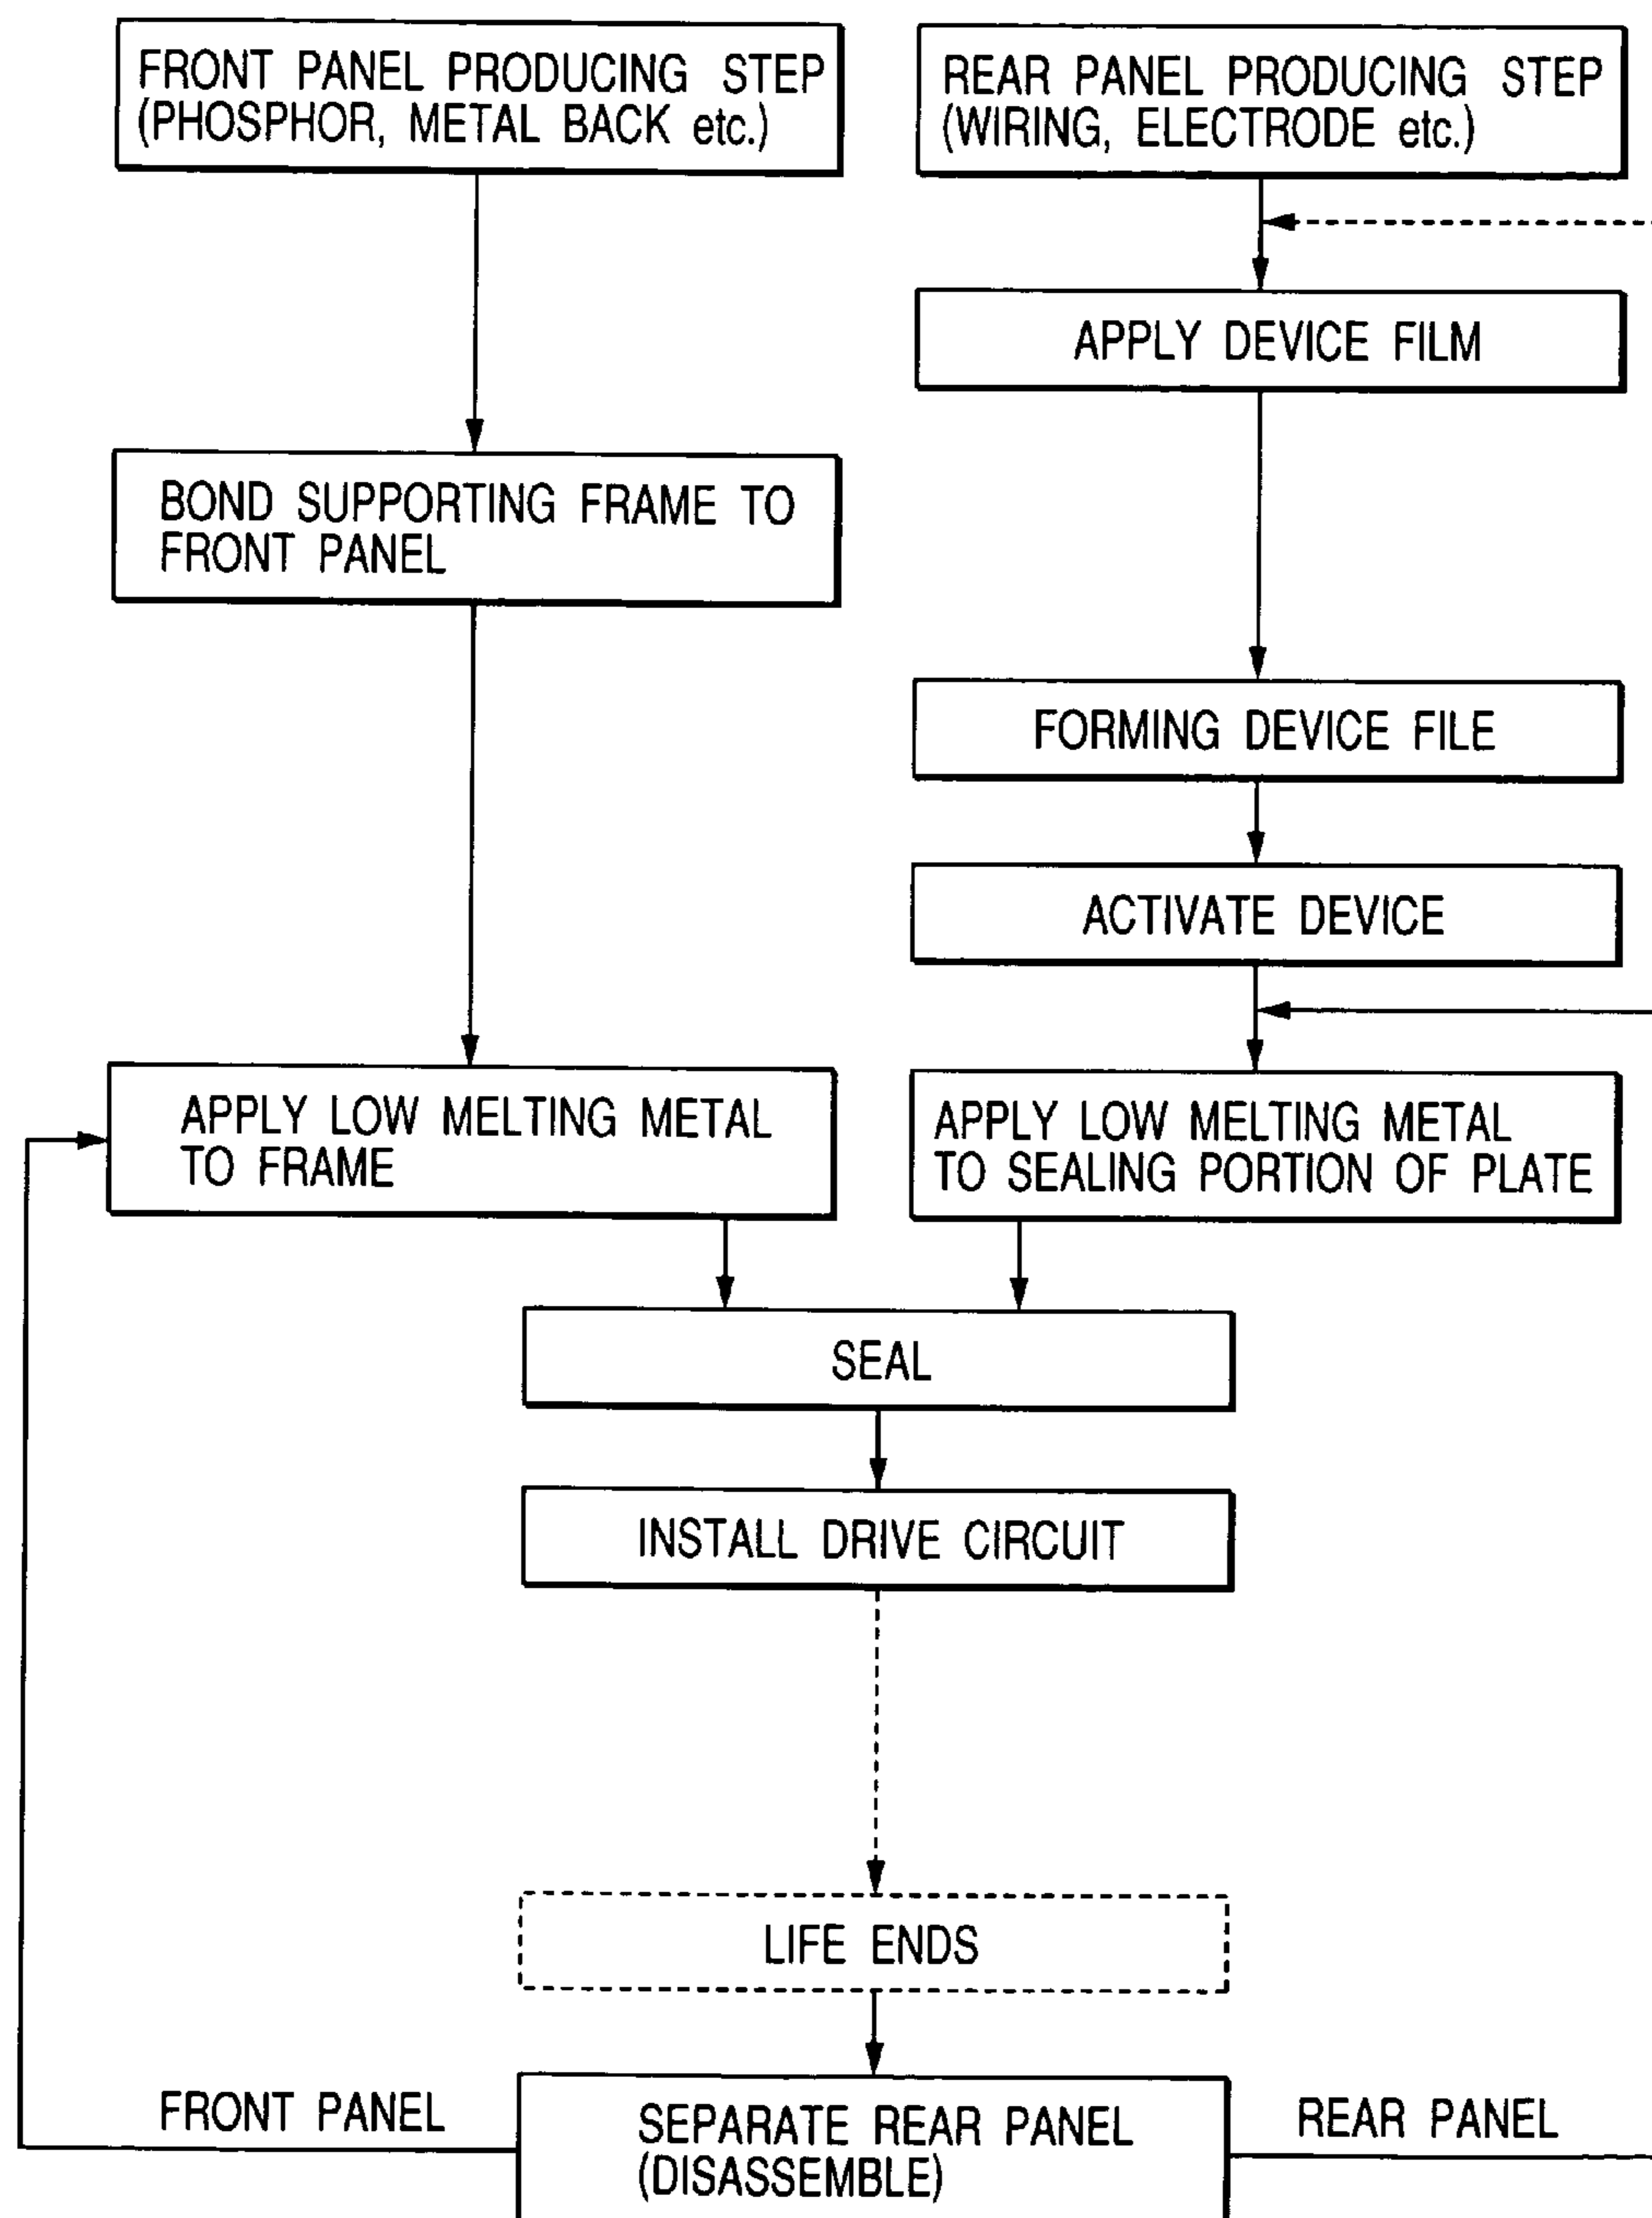 FRONT PANEL PRODUCING STEP
(PHOSPHOR, METAL BACK etc.)
REAR PANEL PRODUCING STEP
(WIRING, ELECTRODE etc.)
APPLY DEVICE FILM
BOND SUPPORTING FRAME TO
FRONT PANEL
FORMING DEVICE FILE
ACTIVATE DEVICE
APPLY LOW MELTING METAL
TO FRAME
APPLY LOW MELTING METAL
TO SEALING PORTION OF PLATE
SEAL
INSTALL DRIVE CIRCUIT
LIFE ENDS
FRONT PANEL
SEPARATE REAR PANEL
(DISASSEMBLE)
REAR PANEL